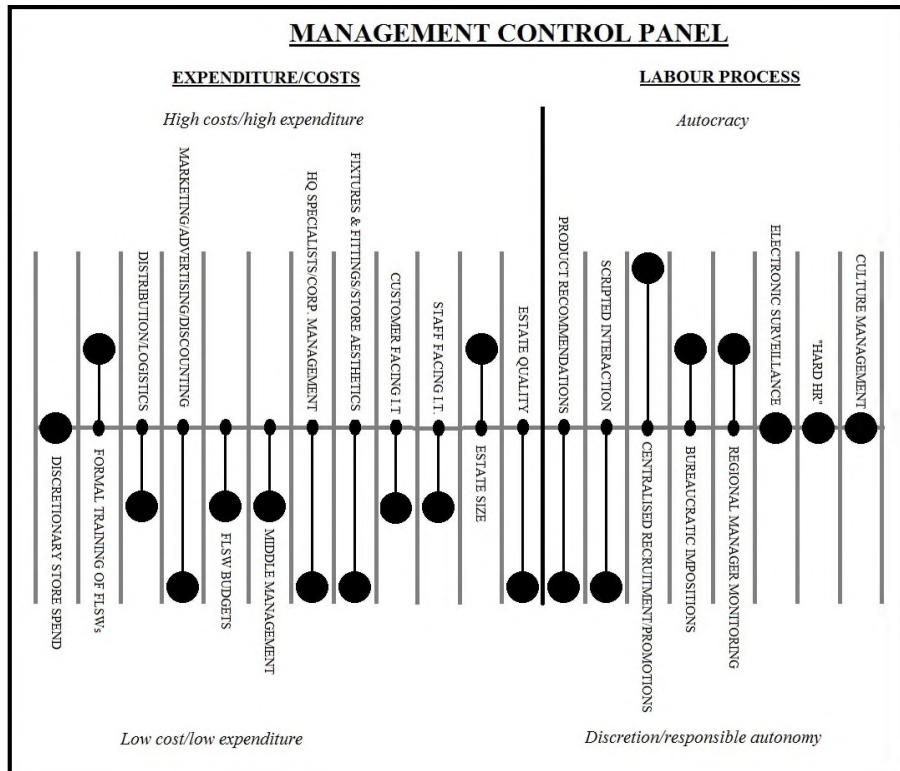 MANAGEMENT CONTROL PANEL
EXPENDITURE/COSTS
LABOUR PROCESS
High costs/high expenditure
Autocracy
DISCRETIONARY STORE SPEND
FORMAL TRAINING OF FLSWs
DISTRIBUTION/LOGISTICS
MARKETING/ADVERTISING/DISCOUNTING
FLSW BUDGETS
MIDDLE MANAGEMENT
HQ SPECIALISTS/CORP. MANAGEMENT
FIXTURES & FITTINGS/STORE AESTHETICS
CUSTOMER FACING I.T
STAFF FACING I.T.
ESTATE SIZE
ESTATE QUALITY
PRODUCT RECOMMENDATIONS
SCRIPTED INTERACTION
CENTRALISED RECRUITMENT/PROMOTIONS
BUREAUCRATIC IMPOSITIONS
REGIONAL MANAGER MONITORING
ELECTRONIC SURVEILLANCE
"HARD HR"
CULTURE MANAGEMENT
Low cost/low expenditure
Discretion/responsible autonomy